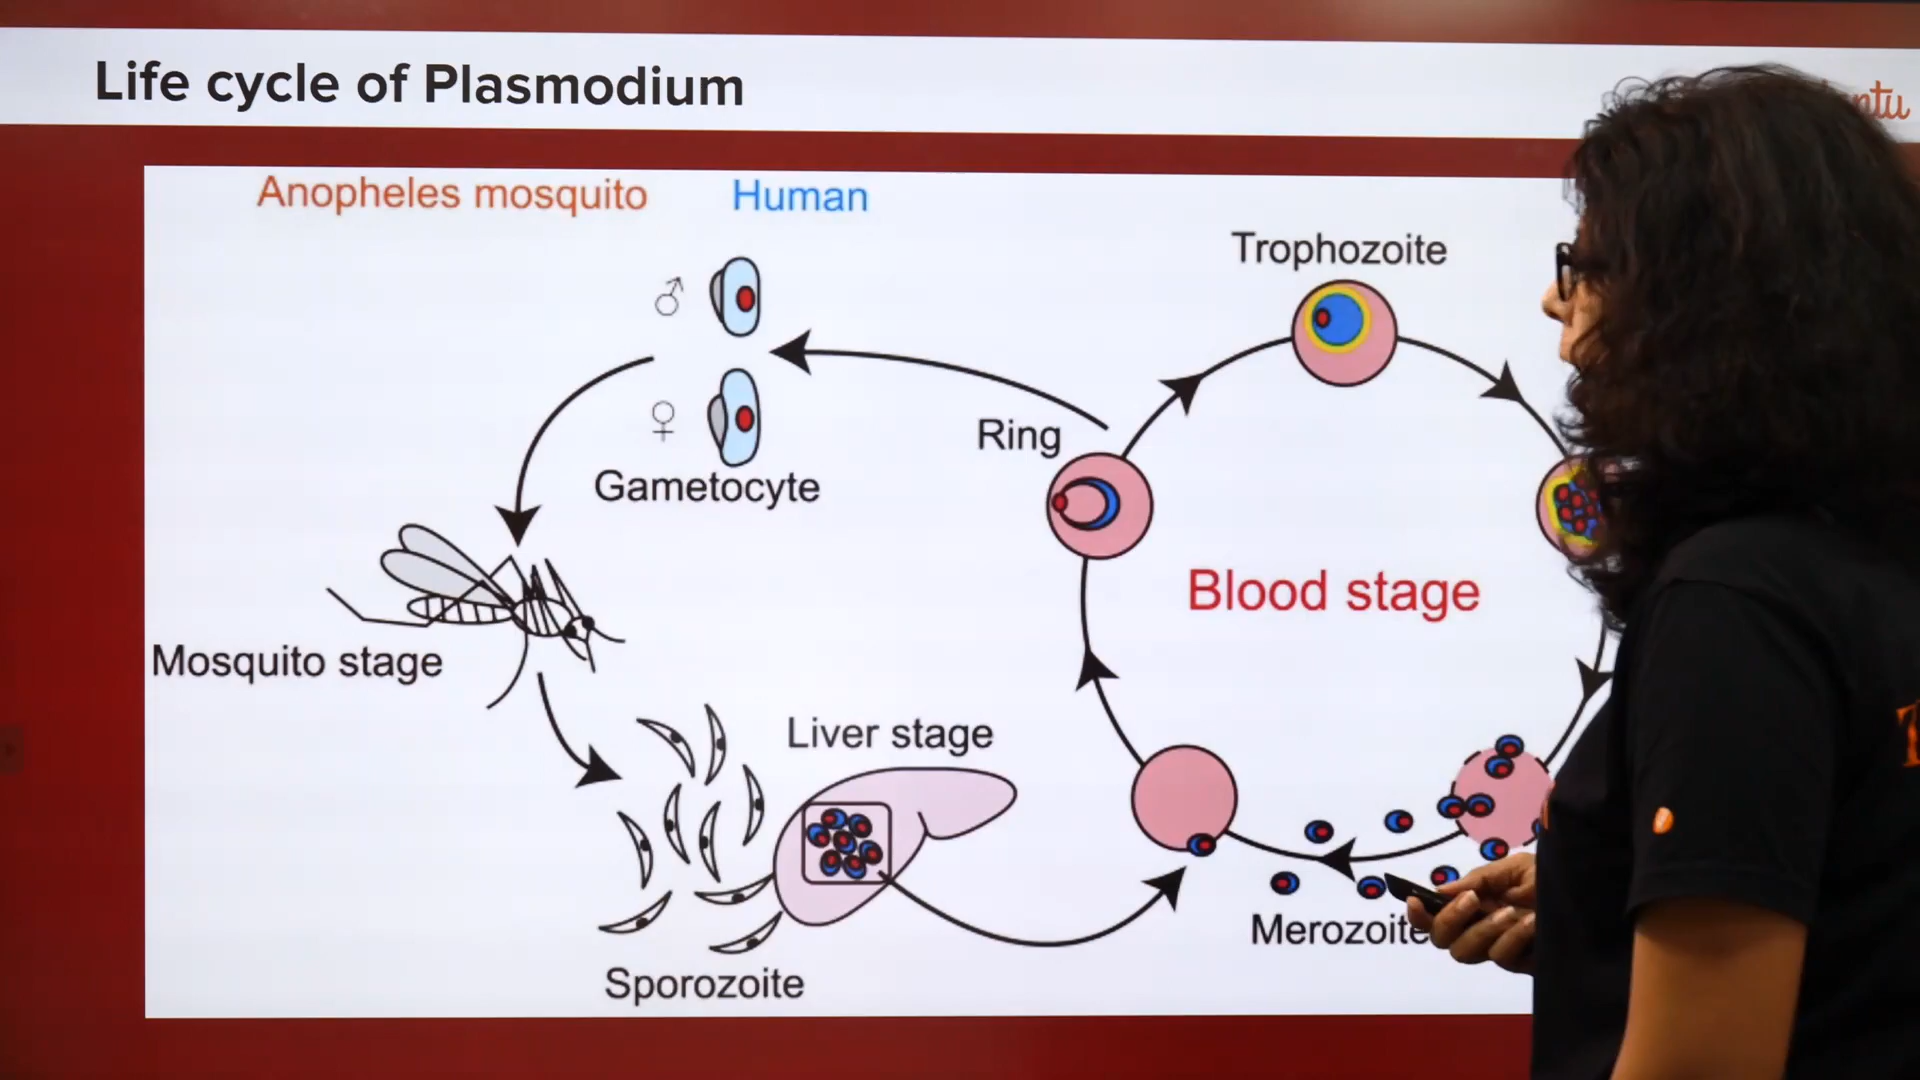 Life cycle of Plasmodium
Anopheles mosquito
Human
Trophozoite
♂
♀
Gametocyte
Ring
Blood stage
Mosquito stage
Liver stage
Merozoite
Sporozoite